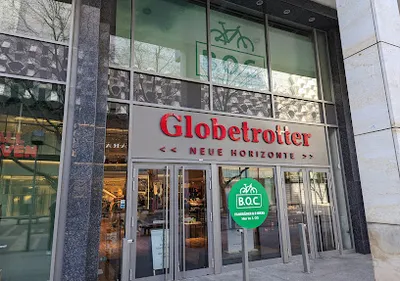 B.O.C.
Globetrotter
<< NEUE HORIZONTE >>
B.O.C.